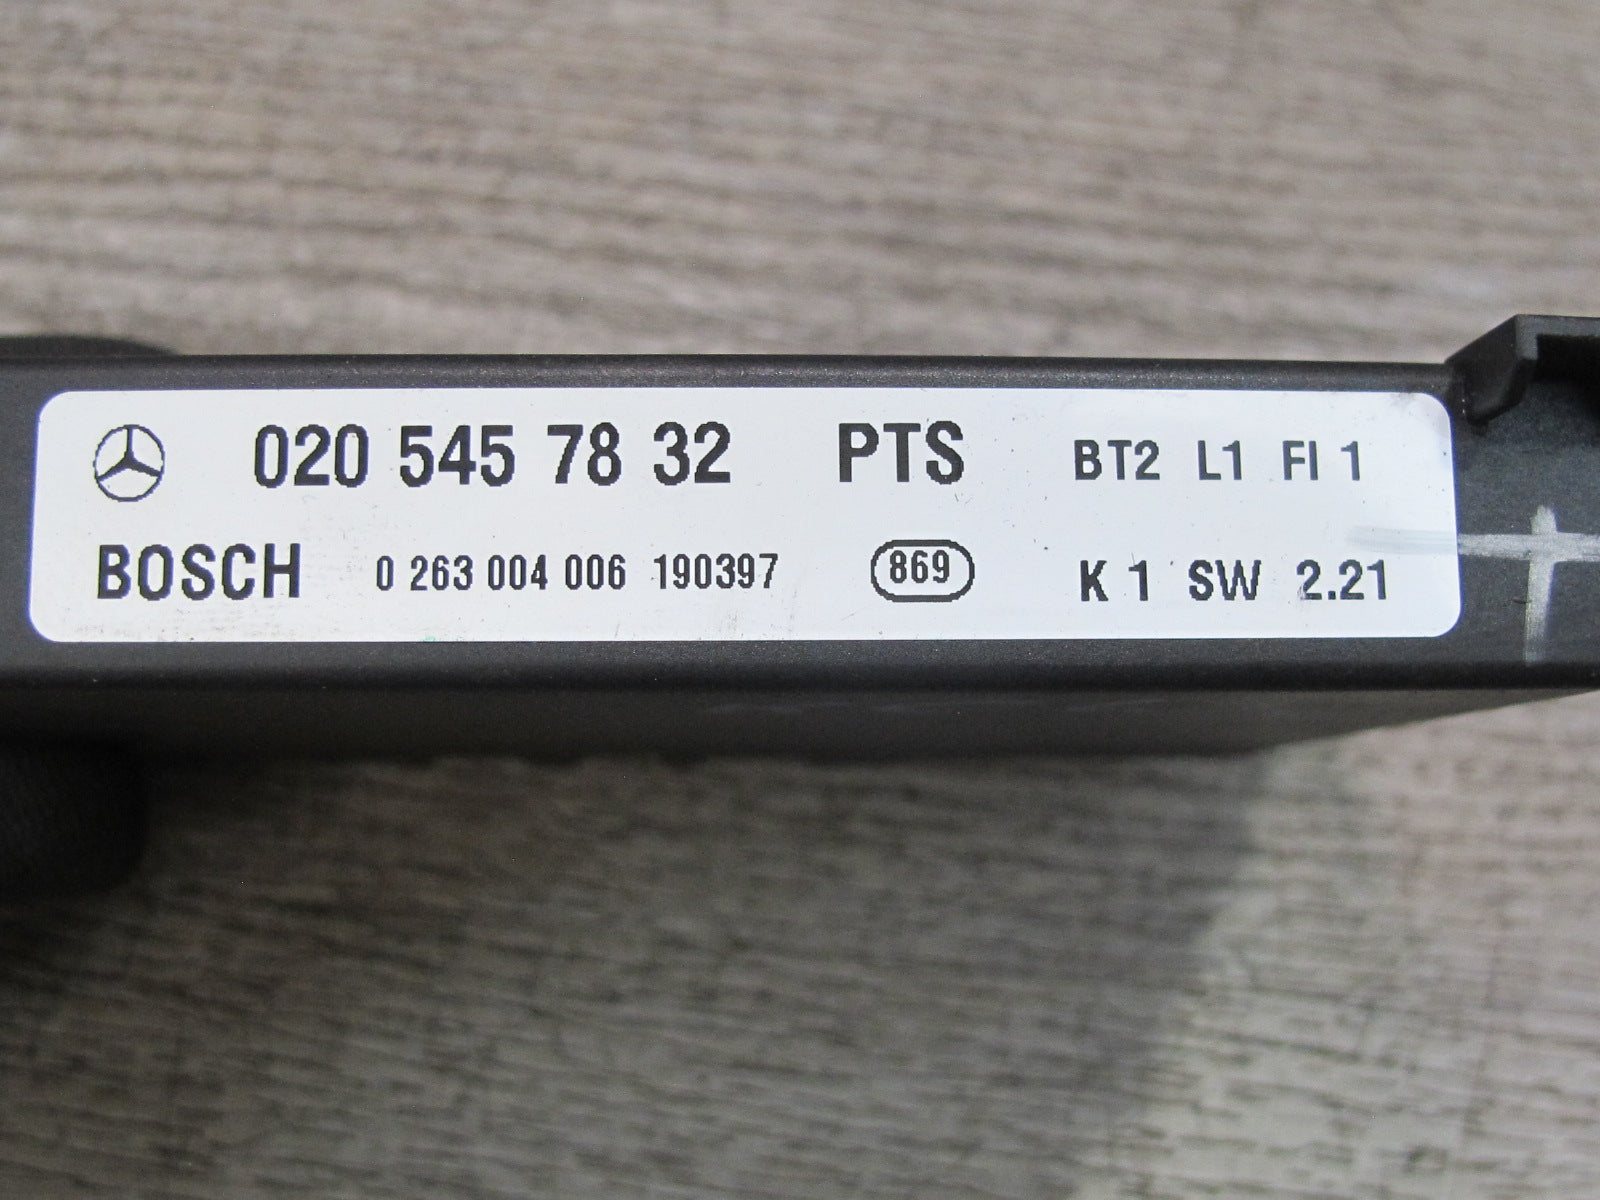 020 545 78 32 PTS BT2 L1 FI 1
BOSCH 0 263 004 006 190397 869 K 1 SW 2.21